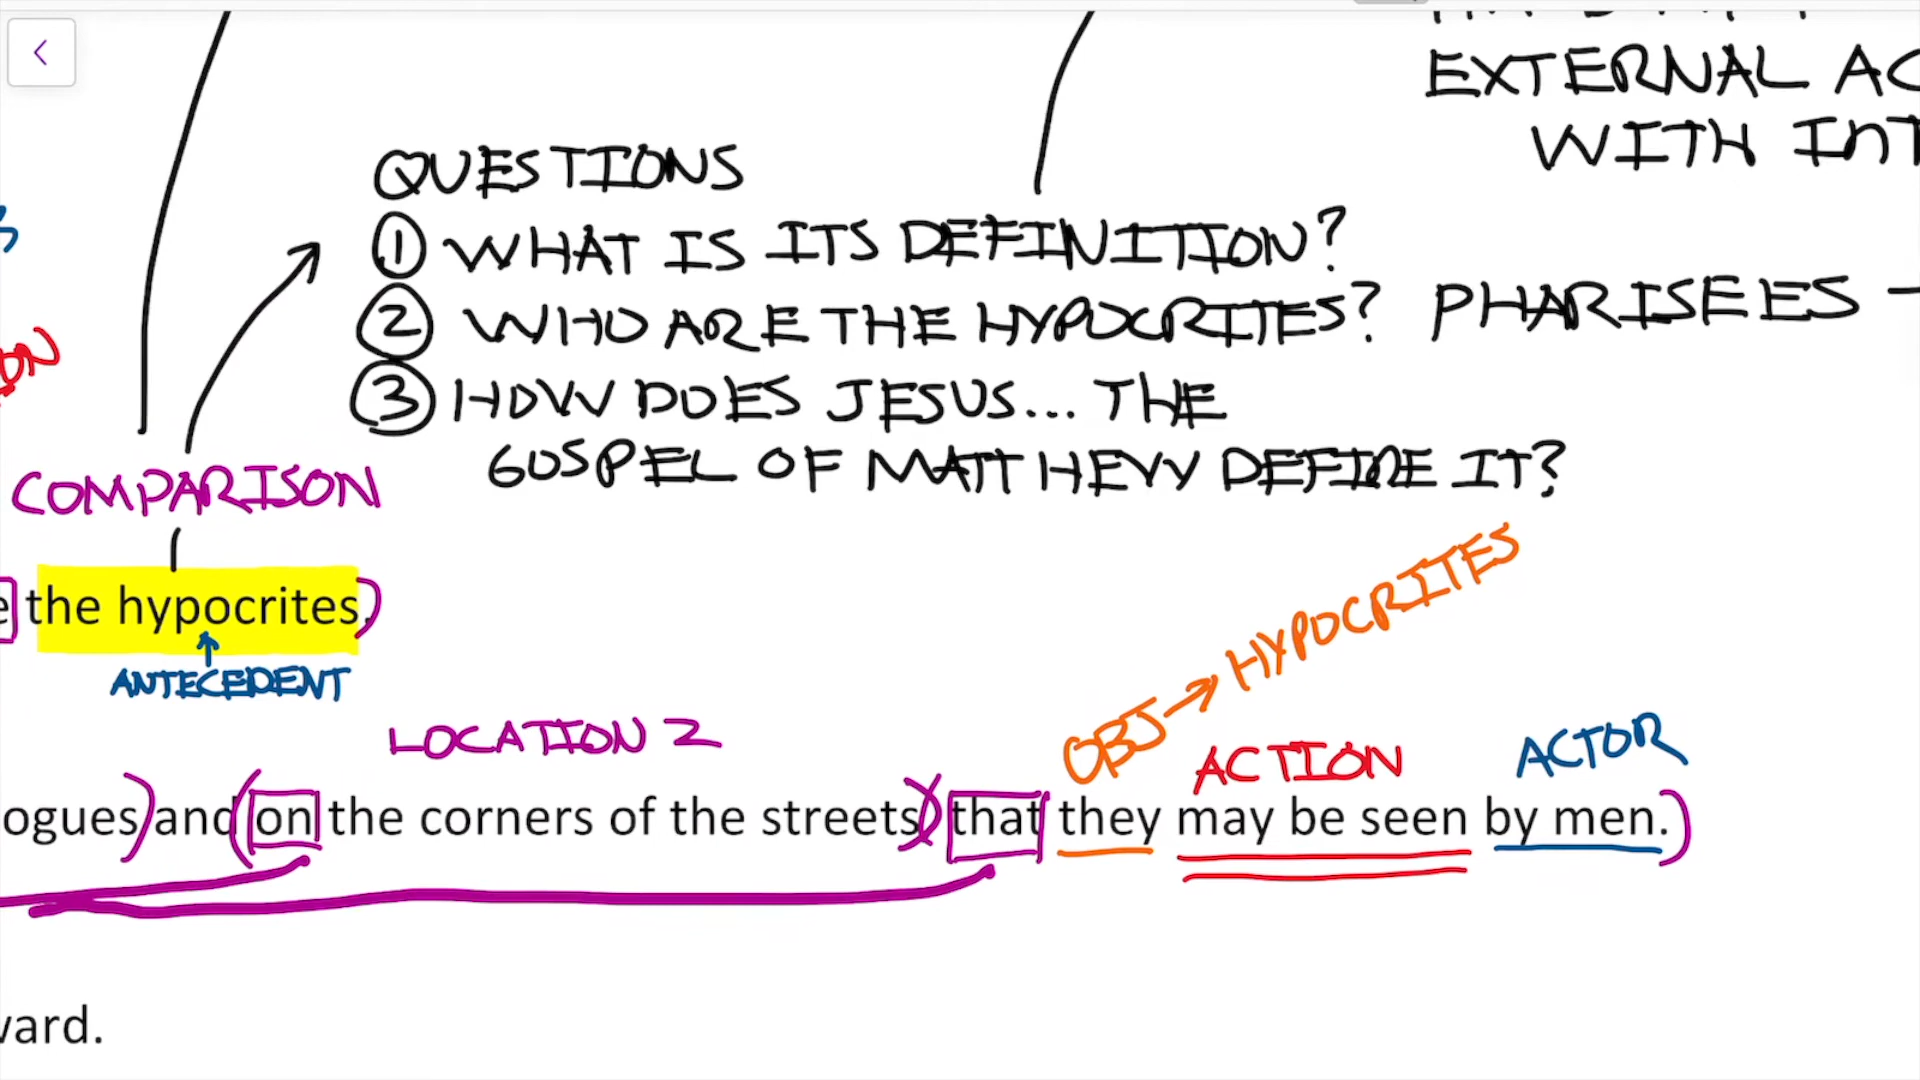 EXTERNAL AC
WITH INT
QUESTIONS
① WHAT IS ITS DEFINITION?
② WHO ARE THE HYPOCRITES? PHARISEES -
③ HOW DOES JESUS... THE
GOSPEL OF MATTHEW DEFINE IT?
ON
COMPARISON
OBJ → HYPOCRITES
e the hypocrites.
ANTECEDENT
LOCATION 2
ACTION
ACTOR
ogues and on the corners of the streets that they may be seen by men.
ward.